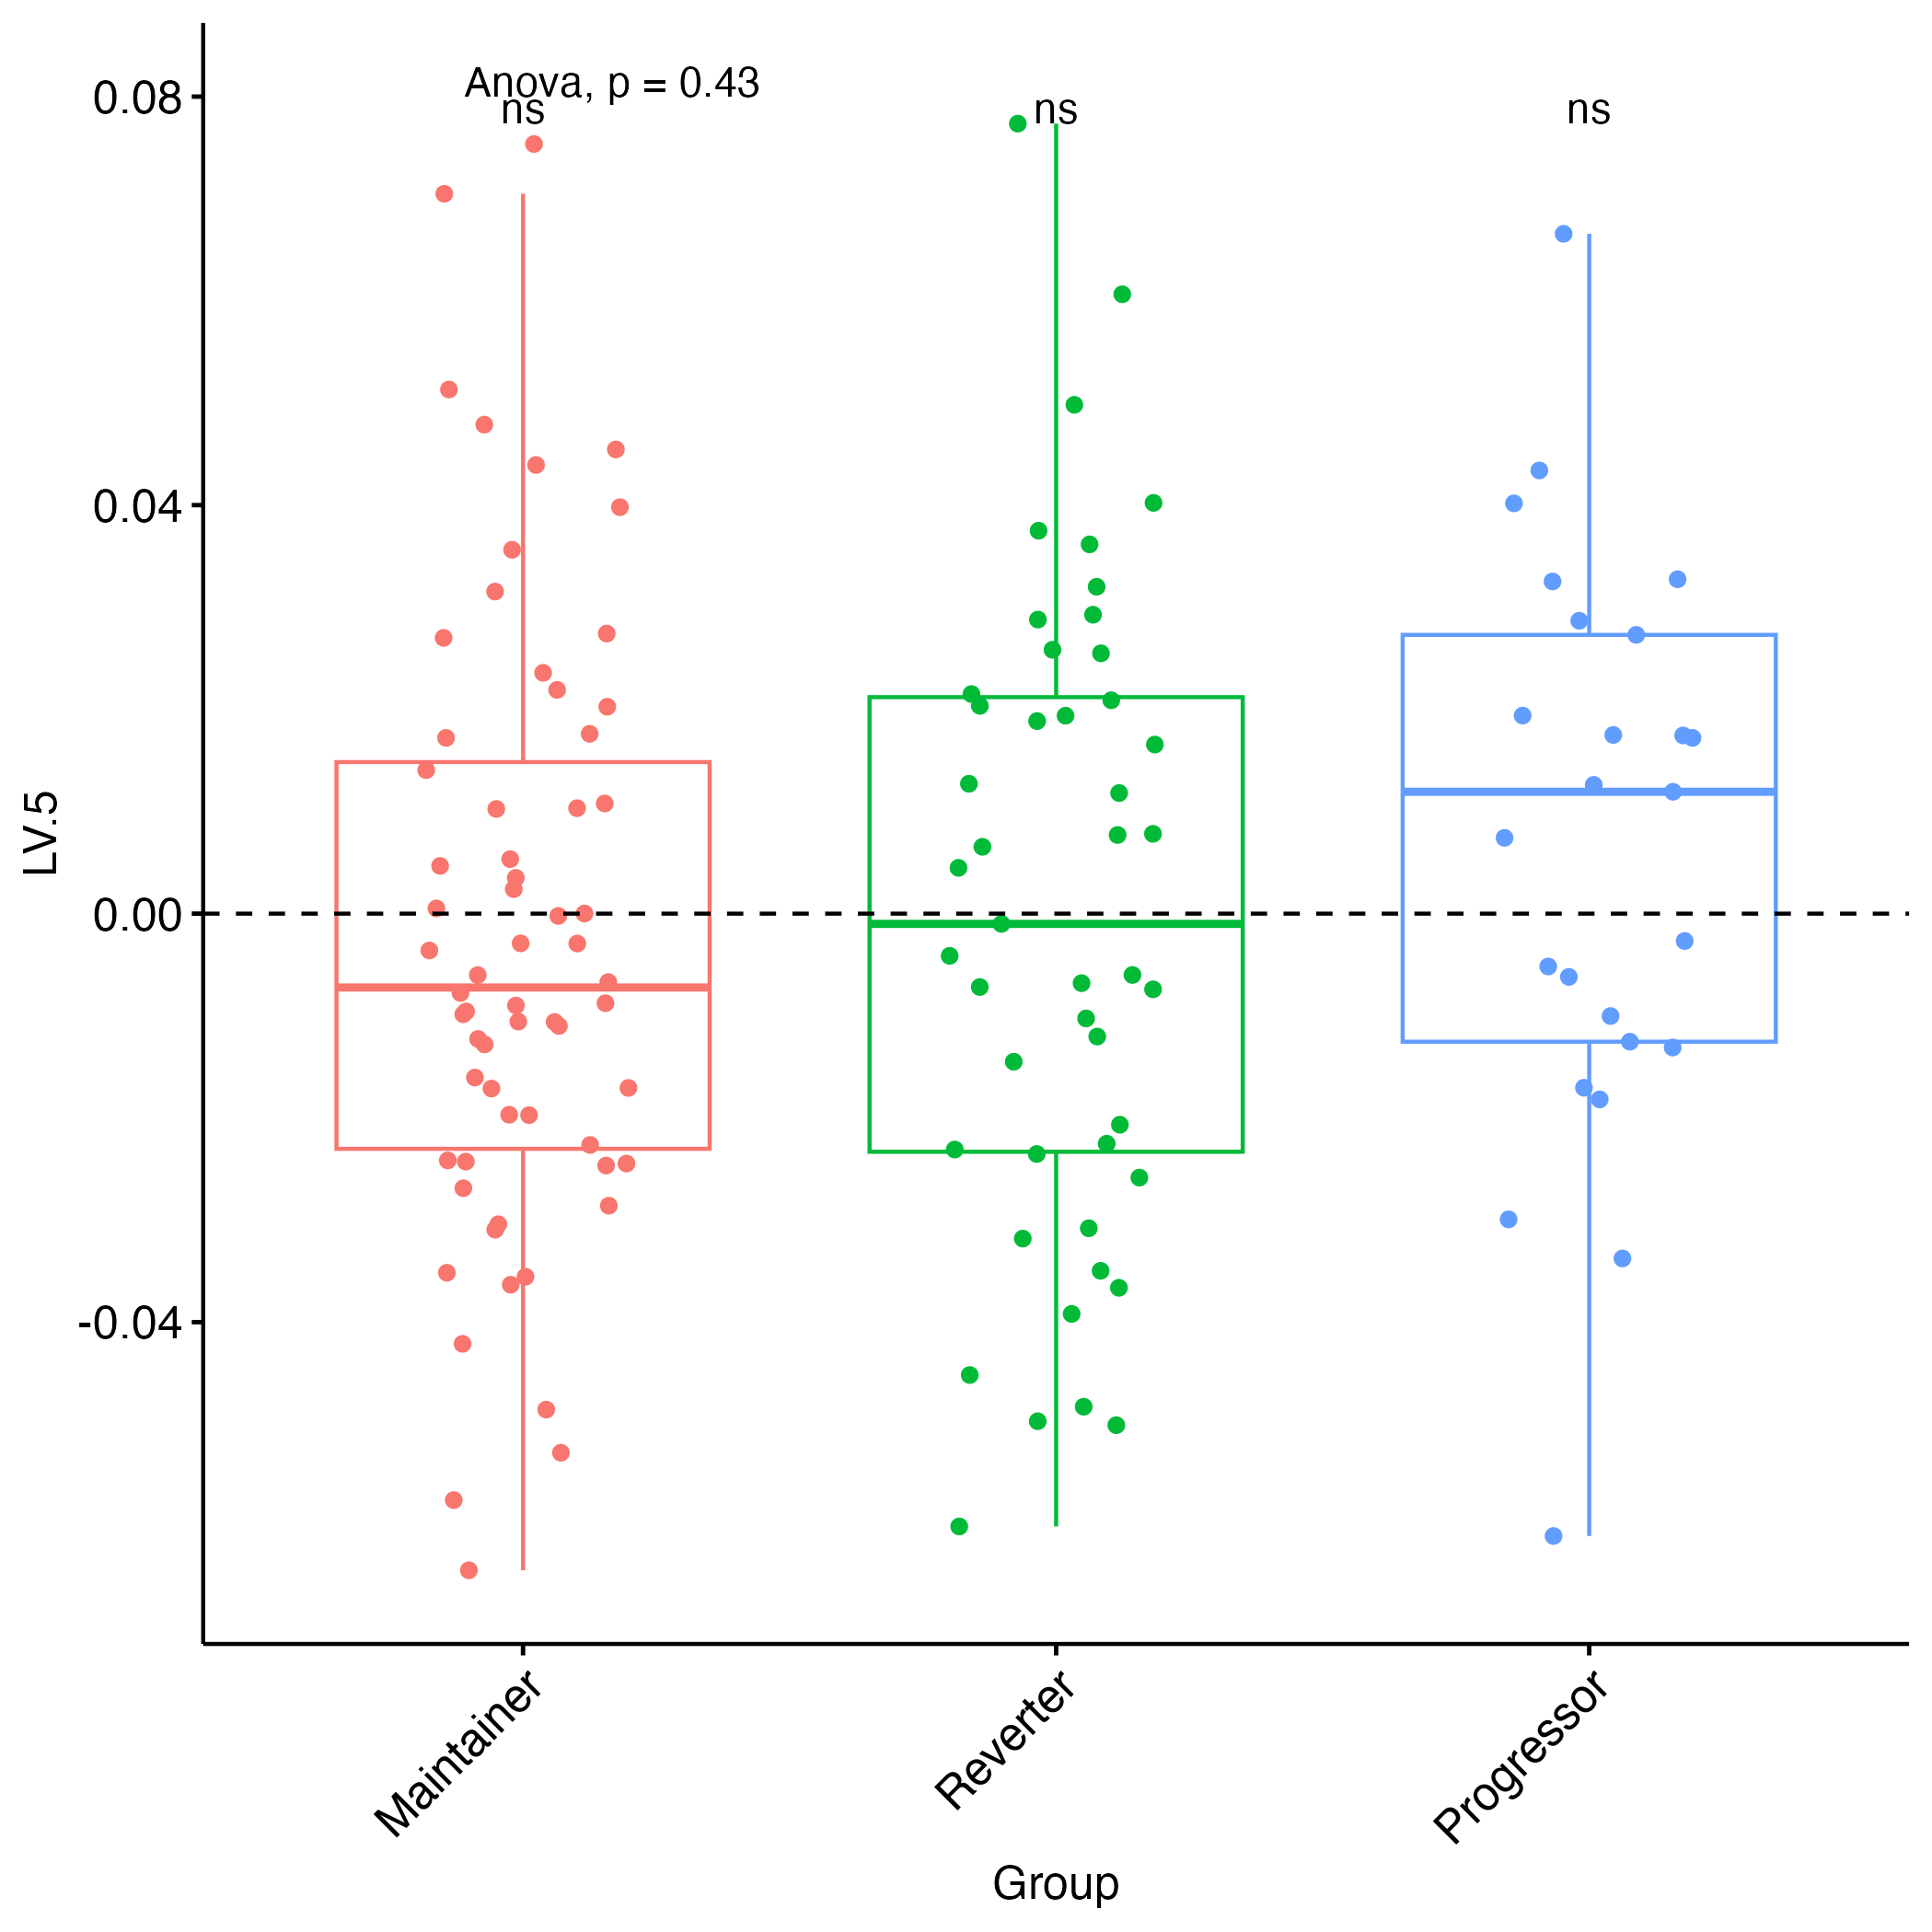 Anova, p = 0.43
ns
ns
ns
0.08
0.04
0.00
-0.04
LV.5
Maintainer
Reverter
Progressor
Group